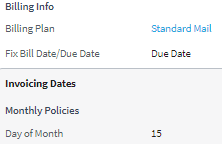 Billing Info
Billing Plan Standard Mail
Fix Bill Date/Due Date Due Date
Invoicing Dates
Monthly Policies
Day of Month 15